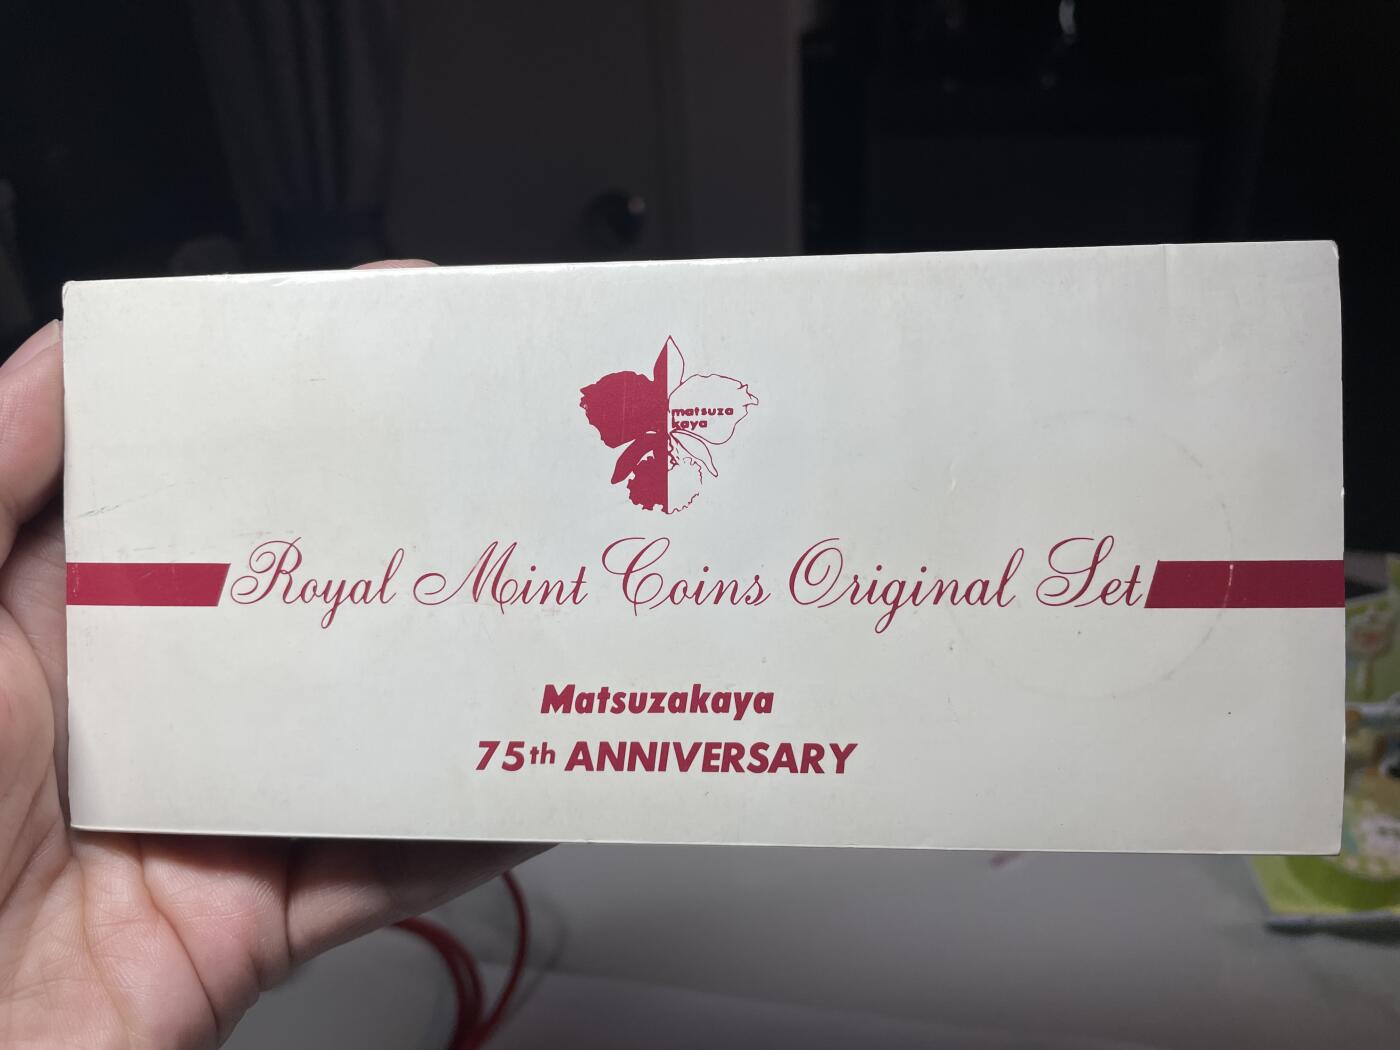 matsuza
kaya
Royal Mint Coins Original Set
Matsuzakaya
75th ANNIVERSARY